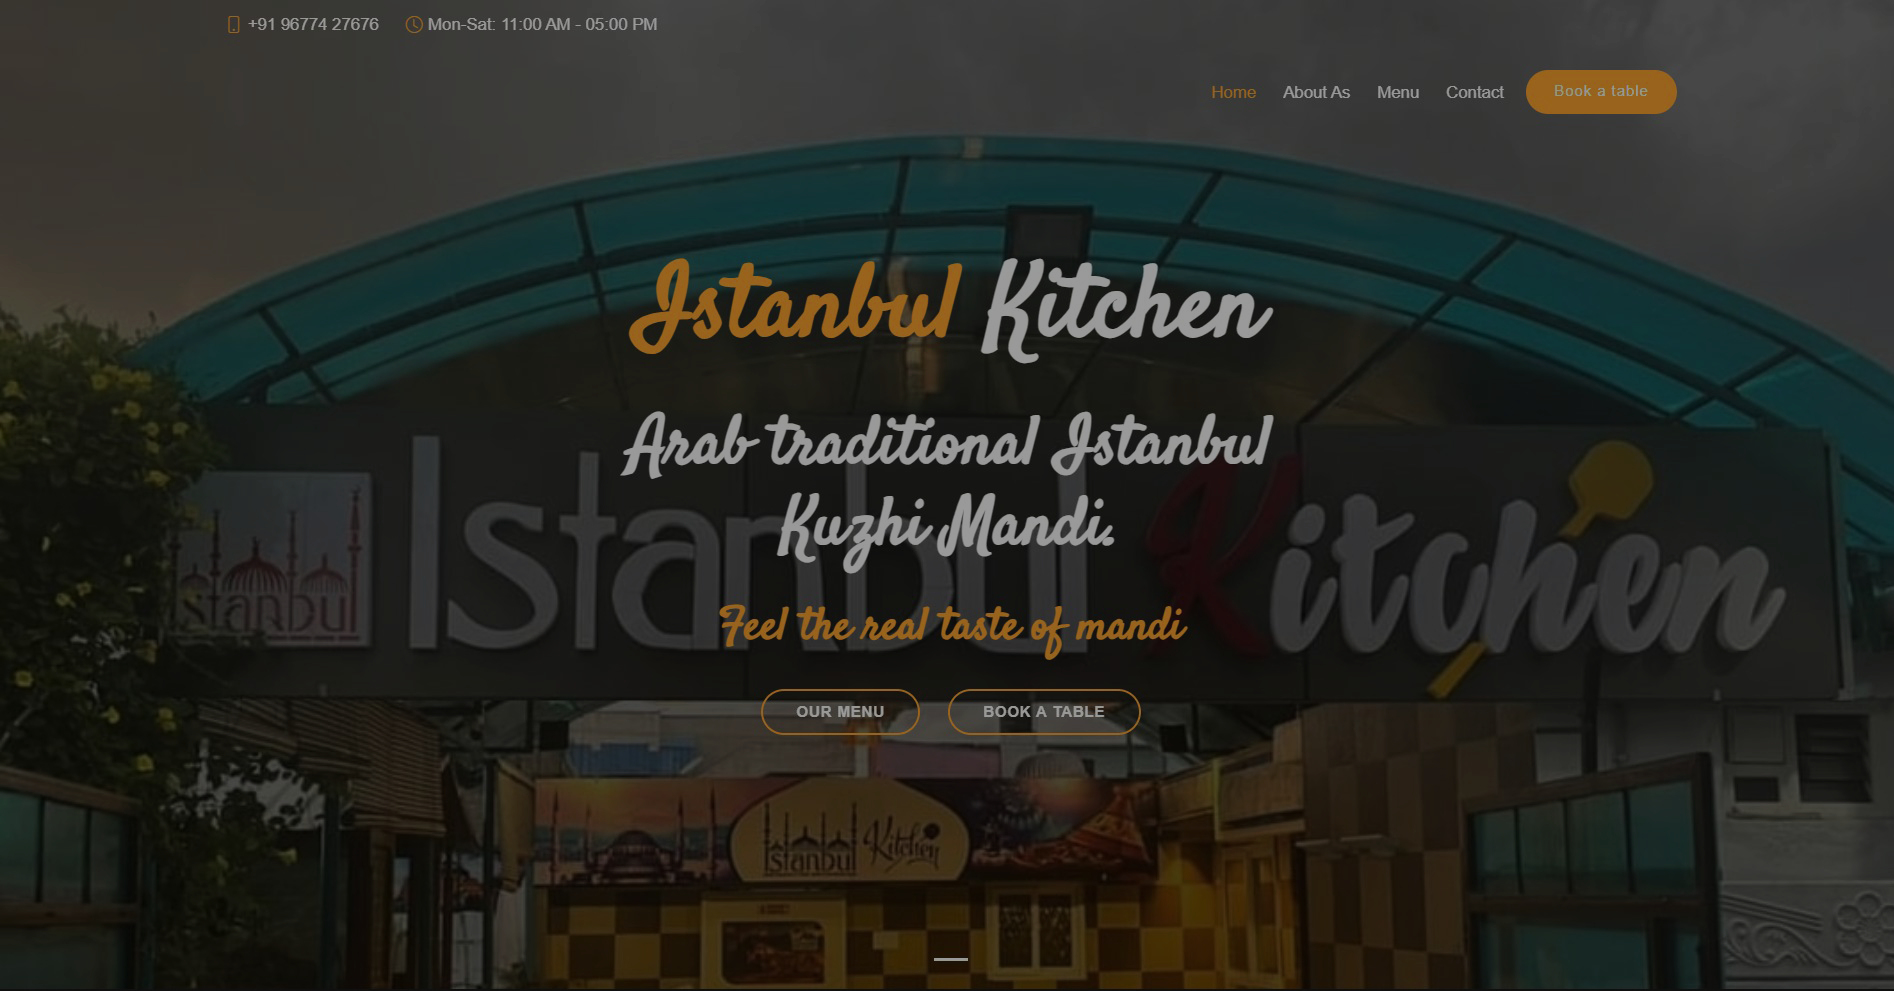 +91 96774 27676 Mon-Sat: 11:00 AM - 05:00 PM
Home About As Menu Contact Book a table
Istanbul Kitchen
Arab traditional Istanbul
Kuzhi Mandi.
Feel the real taste of mandi
OUR MENU BOOK A TABLE
istanbul Istanbul Kitchen
istanbul Kitchen